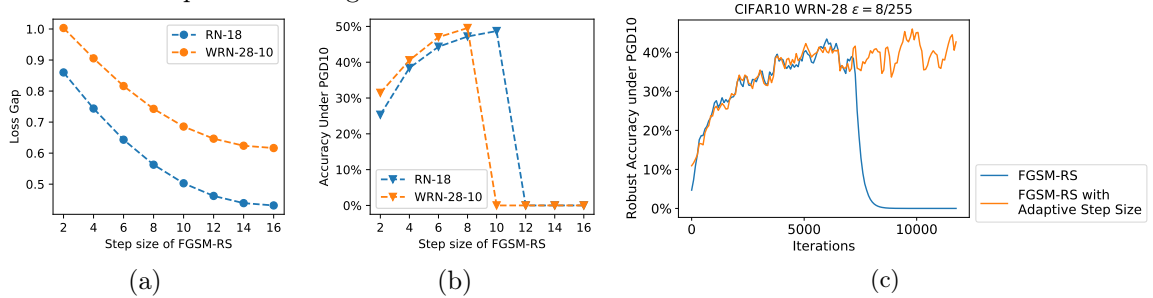 1.0
0.9
0.8
0.7
0.6
0.5
Loss Gap
RN-18
WRN-28-10
2 4 6 8 10 12 14 16
Step size of FGSM-RS
(a)
50%
40%
30%
20%
10%
0%
Accuracy Under PGD10
RN-18
WRN-28-10
2 4 6 8 10 12 14 16
Step size of FGSM-RS
(b)
CIFAR10 WRN-28 ε = 8/255
40%
30%
20%
10%
0%
Robust Accuracy under PGD10
0 5000 10000
Iterations
FGSM-RS
FGSM-RS with
Adaptive Step Size
(c)